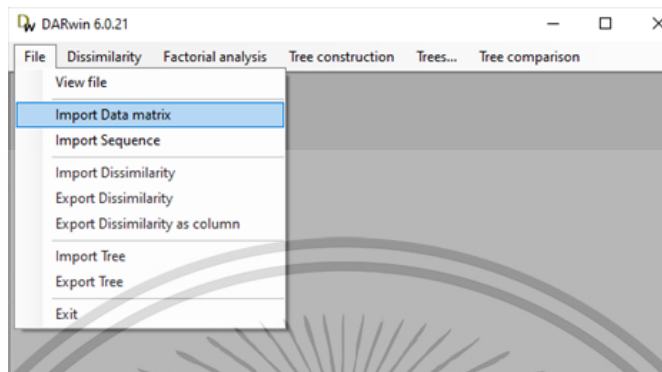 DARwin 6.0.21
File Dissimilarity Factorial analysis Tree construction Trees... Tree comparison
View file
Import Data matrix
Import Sequence
Import Dissimilarity
Export Dissimilarity
Export Dissimilarity as column
Import Tree
Export Tree
Exit